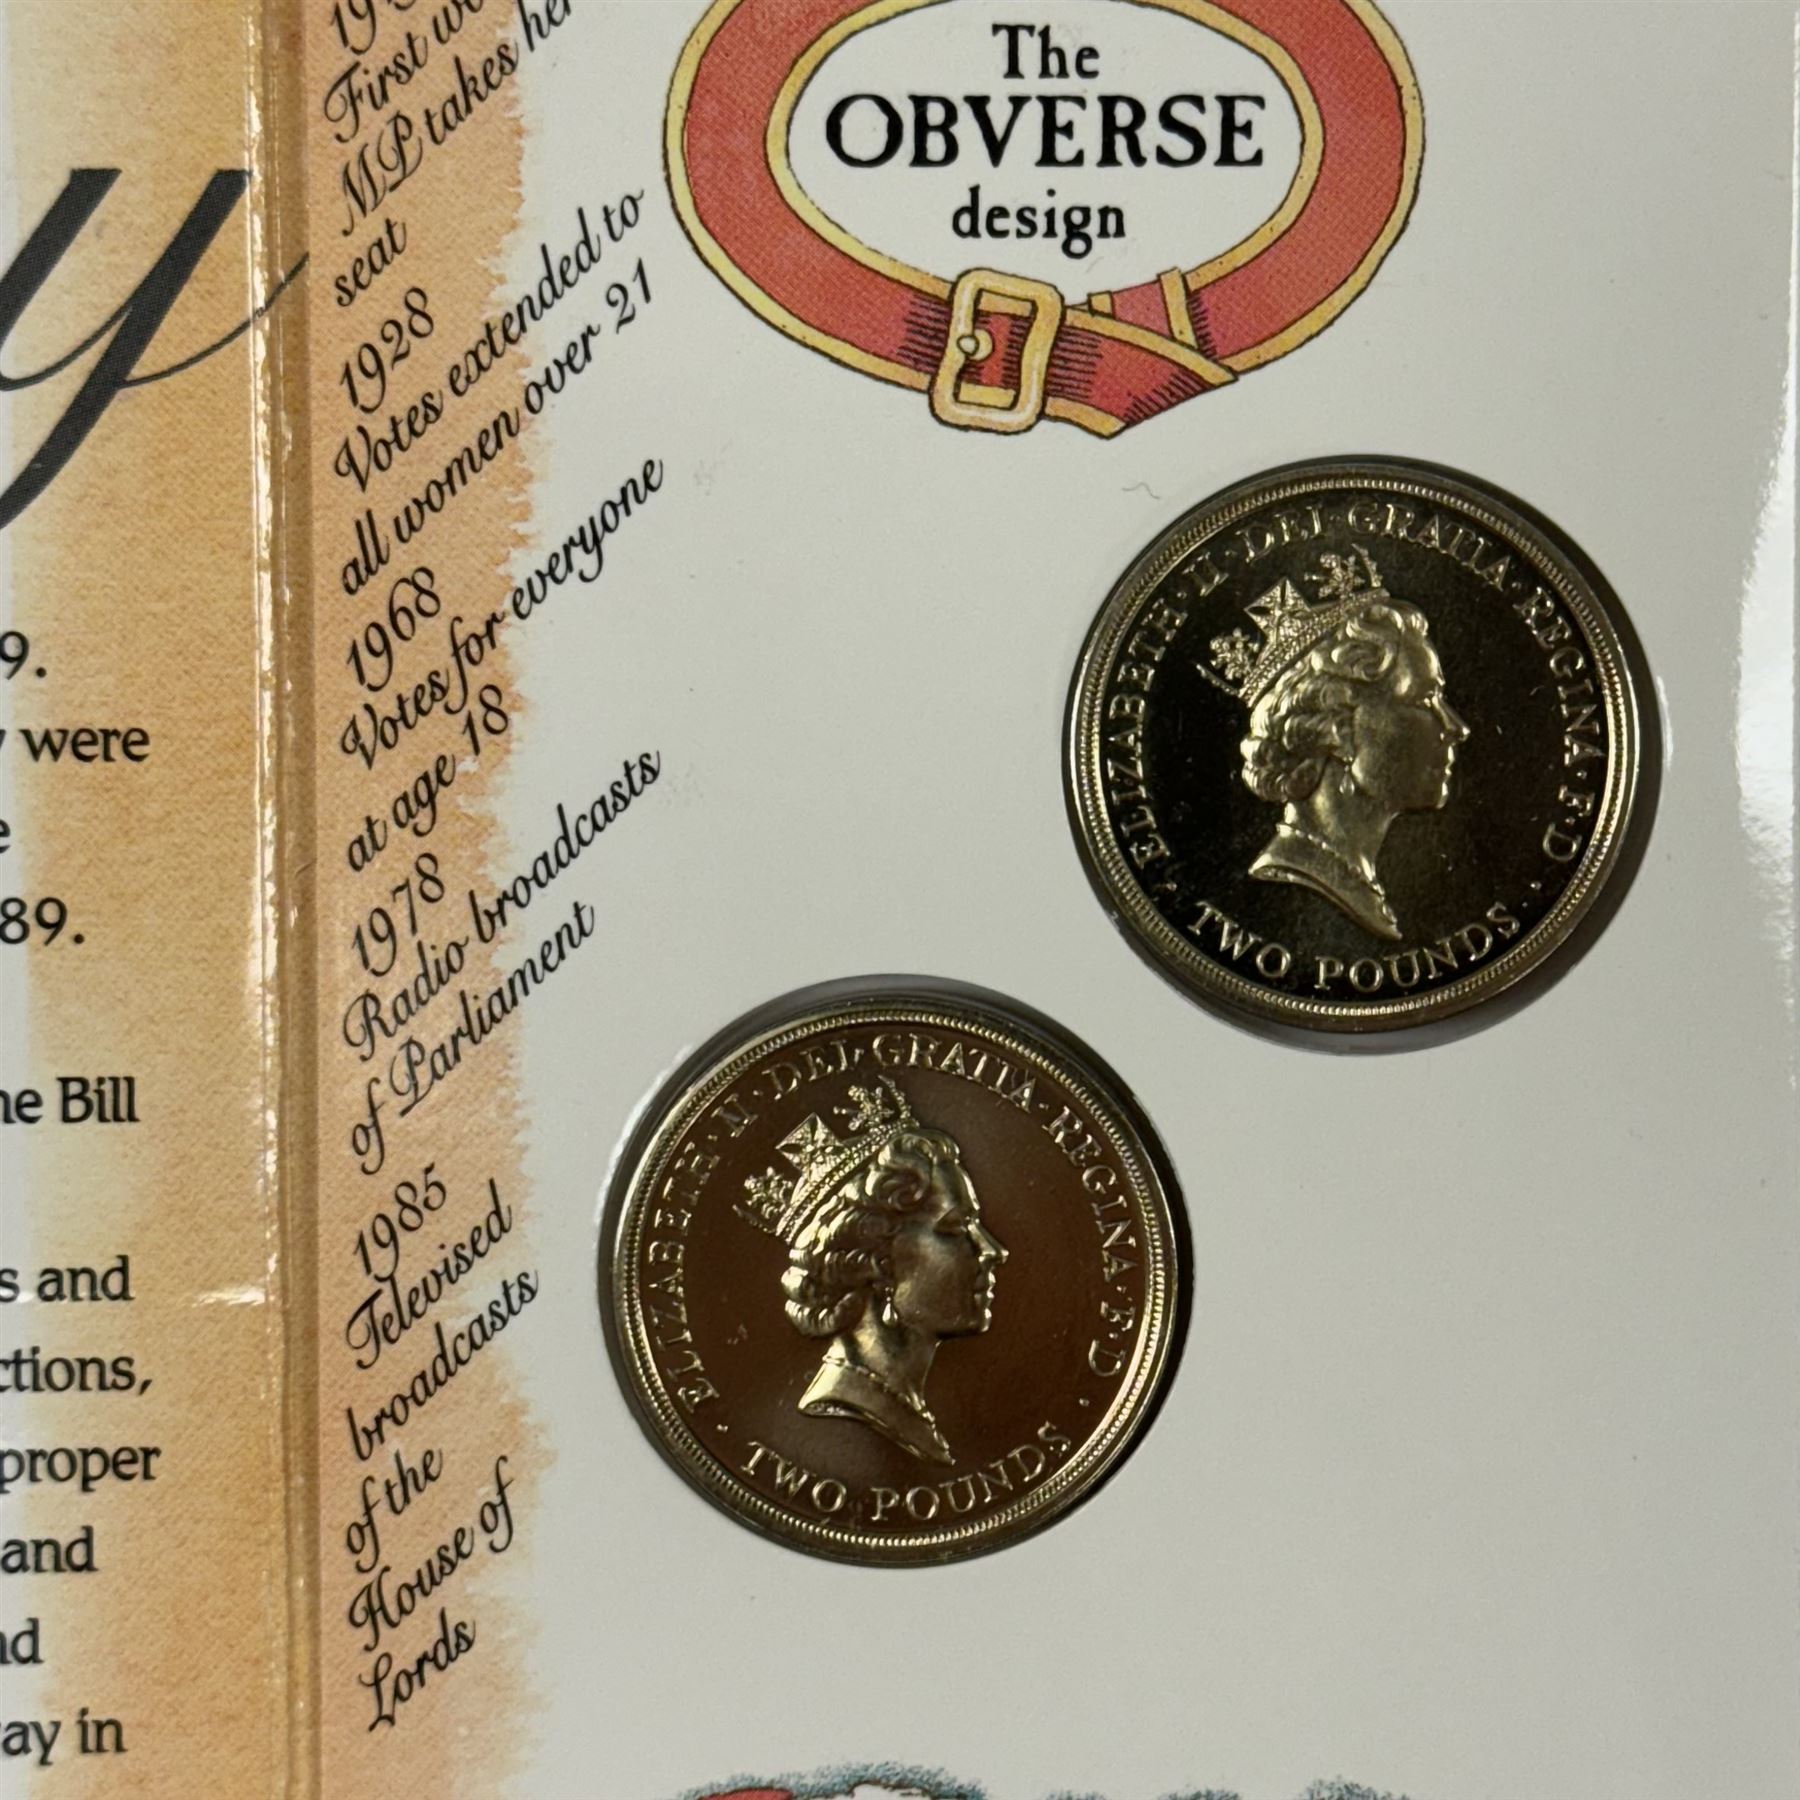 y
9.
were
89.
Bill
s and
proper
and
ay in
First
MP takes
seat
1928
Votes extended to
all women over 21
1968
Votes for everyone
at age 18
1978
Radio broadcasts
of Parliament
1985
Televised
broadcasts
of the
House of
Lords
The
OBVERSE
design
ELIZABETH·II·DEI·GRATIA·REGINA·F·D·
·TWO POUNDS·
ELIZABETH·II·DEI·GRATIA·REGINA·F·D·
·TWO POUNDS·